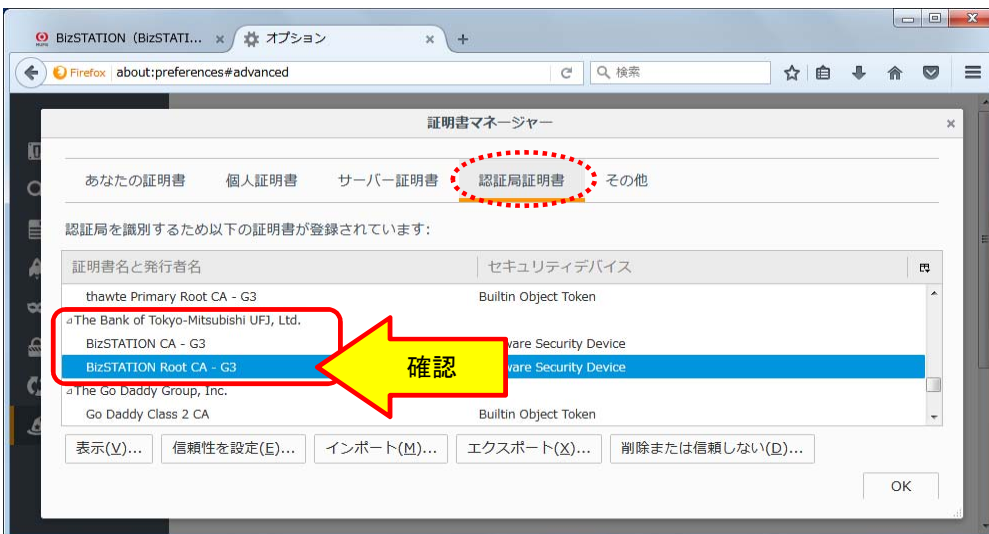 BizSTATION（BizSTATI... × オプション × +
Firefox about:preferences#advanced 検索
証明書マネージャー ×
あなたの証明書 個人証明書 サーバー証明書 認証局証明書 その他
認証局を識別するため以下の証明書が登録されています:
証明書名と発行者名 セキュリティデバイス
thawte Primary Root CA - G3 Builtin Object Token
The Bank of Tokyo-Mitsubishi UFJ, Ltd.
BizSTATION CA - G3 ware Security Device
BizSTATION Root CA - G3 ware Security Device
確認
The Go Daddy Group, Inc.
Go Daddy Class 2 CA Builtin Object Token
表示(V)... 信頼性を設定(E)... インポート(M)... エクスポート(X)... 削除または信頼しない(D)...
OK